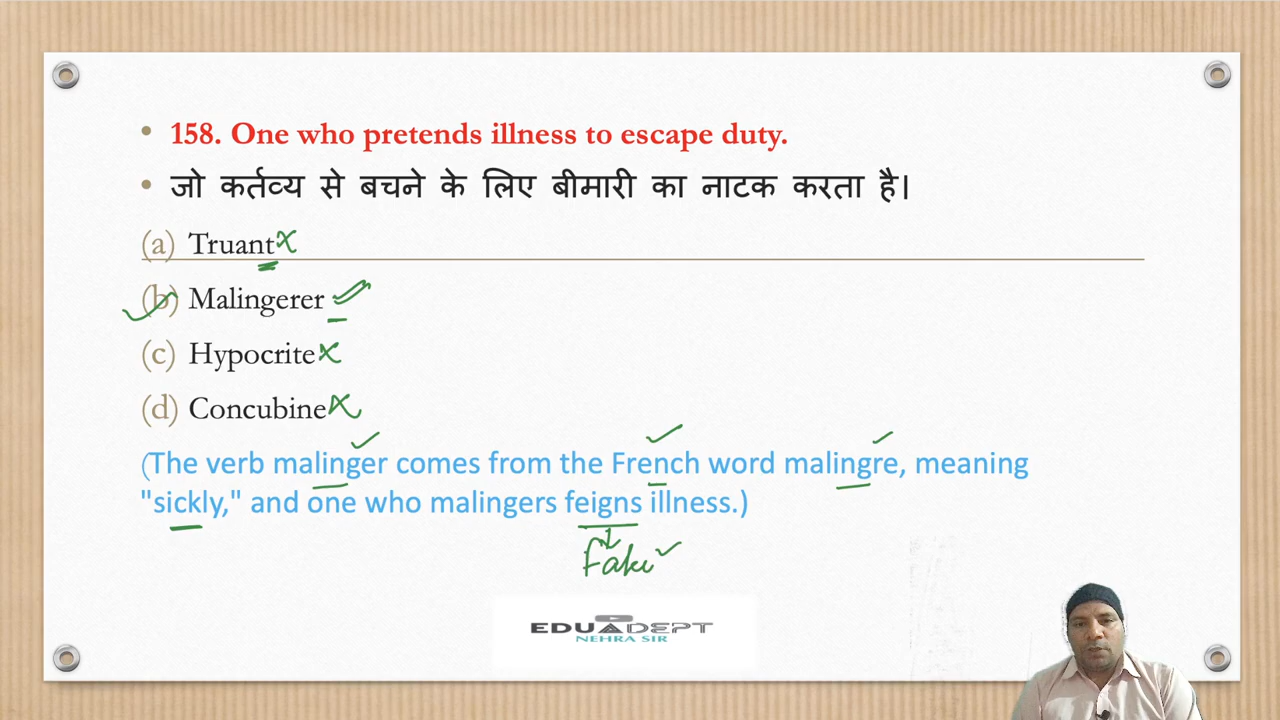 158. One who pretends illness to escape duty.
जो कर्तव्य से बचने के लिए बीमारी का नाटक करता है।
(a) Truant
(b) Malingerer
(c) Hypocrite
(d) Concubine
(The verb malinger comes from the French word malingre, meaning
"sickly," and one who malingers feigns illness.)
fake
EDUADEPT
NEHRA SIR